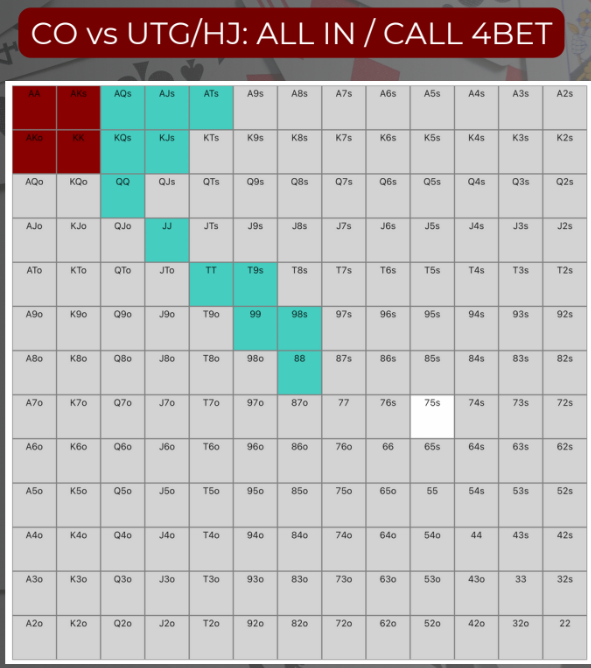 CO vs UTG/HJ: ALL IN / CALL 4BET
AA AKs AQs AJs ATs A9s A8s A7s A6s A5s A4s A3s A2s
AKo KK KQs KJs KTs K9s K8s K7s K6s K5s K4s K3s K2s
AQo KQo QQ QJs QTs Q9s Q8s Q7s Q6s Q5s Q4s Q3s Q2s
AJo KJo QJo JJ JTs J9s J8s J7s J6s J5s J4s J3s J2s
ATo KTo QTo JTo TT T9s T8s T7s T6s T5s T4s T3s T2s
A9o K9o Q9o J9o T9o 99 98s 97s 96s 95s 94s 93s 92s
A8o K8o Q8o J8o T8o 98o 88 87s 86s 85s 84s 83s 82s
A7o K7o Q7o J7o T7o 97o 87o 77 76s 75s 74s 73s 72s
A6o K6o Q6o J6o T6o 96o 86o 76o 66 65s 64s 63s 62s
A5o K5o Q5o J5o T5o 95o 85o 75o 65o 55 54s 53s 52s
A4o K4o Q4o J4o T4o 94o 84o 74o 64o 54o 44 43s 42s
A3o K3o Q3o J3o T3o 93o 83o 73o 63o 53o 43o 33 32s
A2o K2o Q2o J2o T2o 92o 82o 72o 62o 52o 42o 32o 22